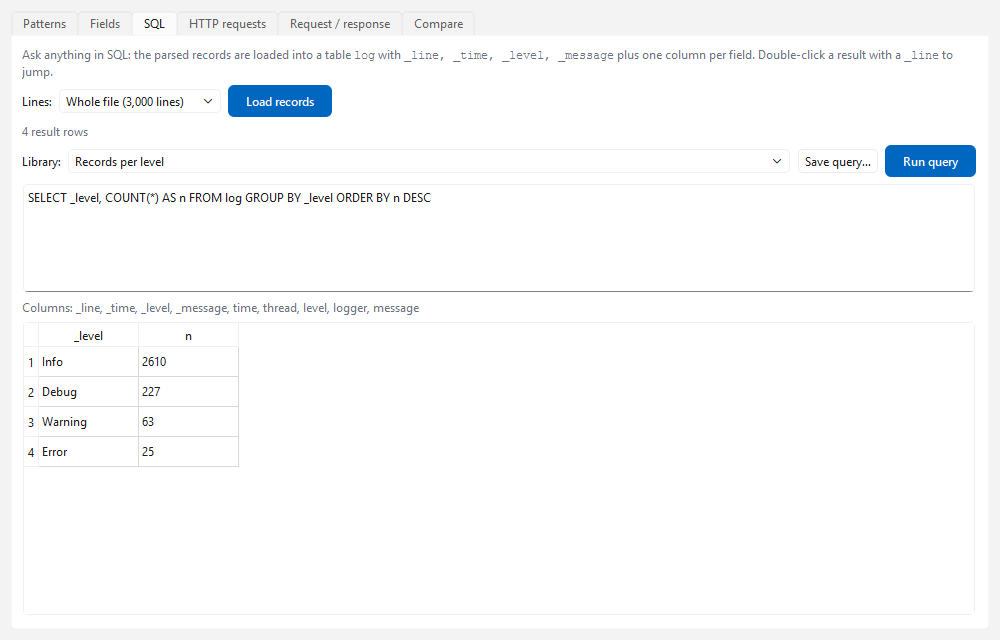 Patterns Fields SQL HTTP requests Request / response Compare
Ask anything in SQL: the parsed records are loaded into a table log with _line, _time, _level, _message plus one column per field. Double-click a result with a _line to
jump.
Lines: Whole file (3,000 lines) Load records
4 result rows
Library: Records per level Save query... Run query
SELECT _level, COUNT(*) AS n FROM log GROUP BY _level ORDER BY n DESC
Columns: _line, _time, _level, _message, time, thread, level, logger, message
_level n
1 Info 2610
2 Debug 227
3 Warning 63
4 Error 25